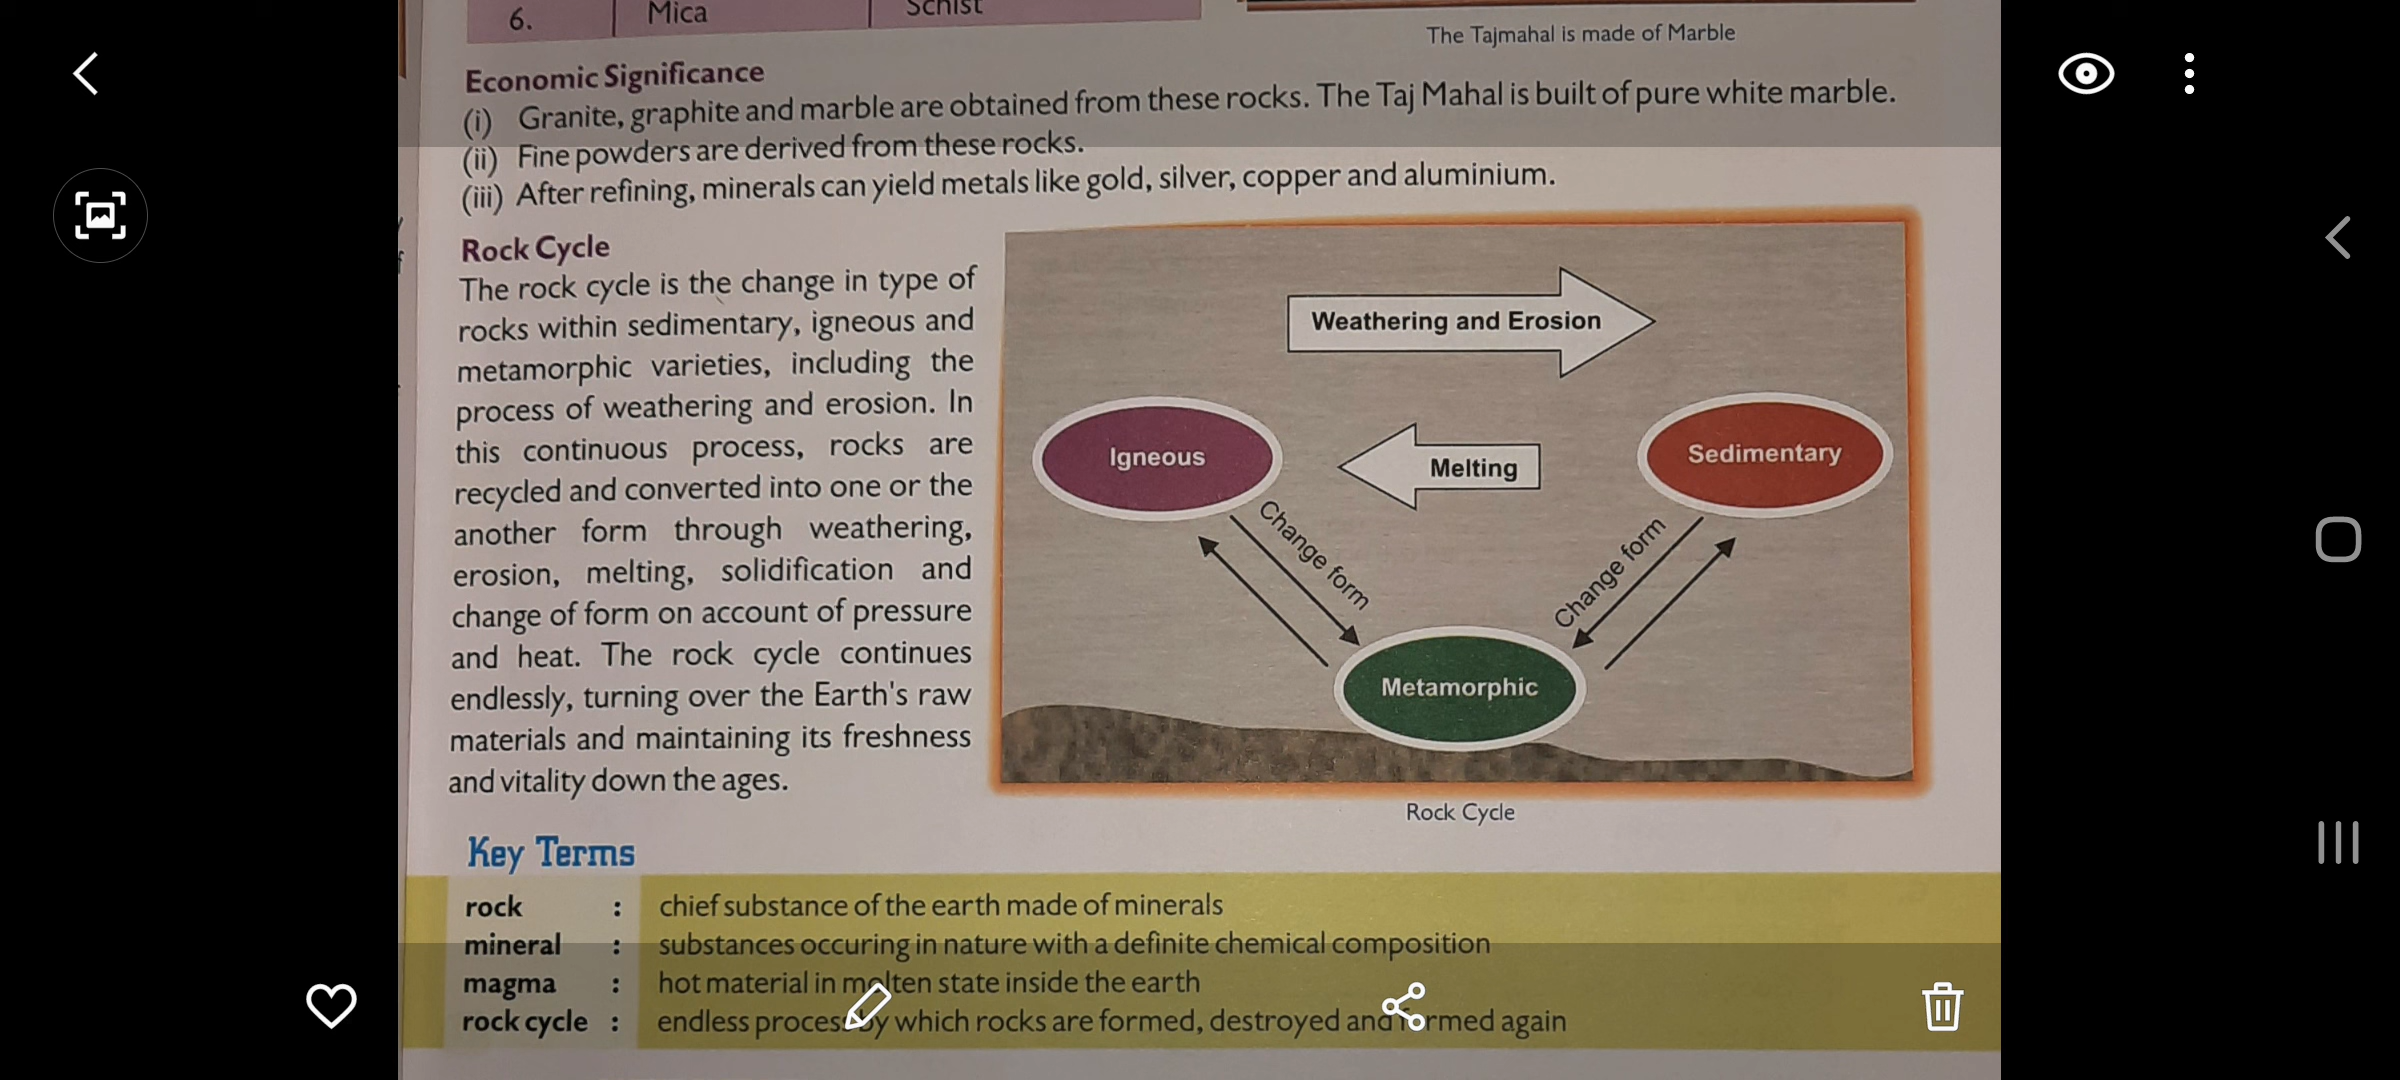 6. Mica Schist
The Tajmahal is made of Marble
Economic Significance
(i) Granite, graphite and marble are obtained from these rocks. The Taj Mahal is built of pure white marble.
(ii) Fine powders are derived from these rocks.
(iii) After refining, minerals can yield metals like gold, silver, copper and aluminium.
Rock Cycle
The rock cycle is the change in type of
rocks within sedimentary, igneous and
metamorphic varieties, including the
process of weathering and erosion. In
this continuous process, rocks are
recycled and converted into one or the
another form through weathering,
erosion, melting, solidification and
change of form on account of pressure
and heat. The rock cycle continues
endlessly, turning over the Earth's raw
materials and maintaining its freshness
and vitality down the ages.
Weathering and Erosion
Igneous
Melting
Sedimentary
Change form
Change form
Metamorphic
Rock Cycle
Key Terms
rock : chief substance of the earth made of minerals
mineral : substances occuring in nature with a definite chemical composition
magma : hot material in molten state inside the earth
rock cycle : endless process by which rocks are formed, destroyed and formed again